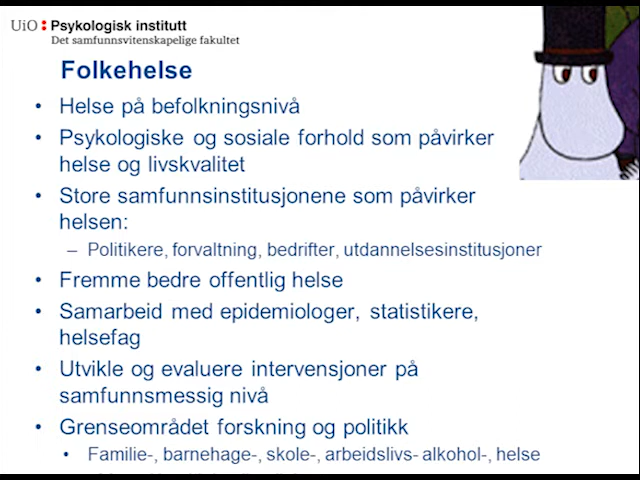 UiO: Psykologisk institutt
Det samfunnsvitenskapelige fakultet
Folkehelse
• Helse på befolkningsnivå
• Psykologiske og sosiale forhold som påvirker
helse og livskvalitet
• Store samfunnsinstitusjonene som påvirker
helsen:
– Politikere, forvaltning, bedrifter, utdannelsesinstitusjoner
• Fremme bedre offentlig helse
• Samarbeid med epidemiologer, statistikere,
helsefag
• Utvikle og evaluere intervensjoner på
samfunnsmessig nivå
• Grenseområdet forskning og politikk
• Familie-, barnehage-, skole-, arbeidslivs- alkohol-, helse